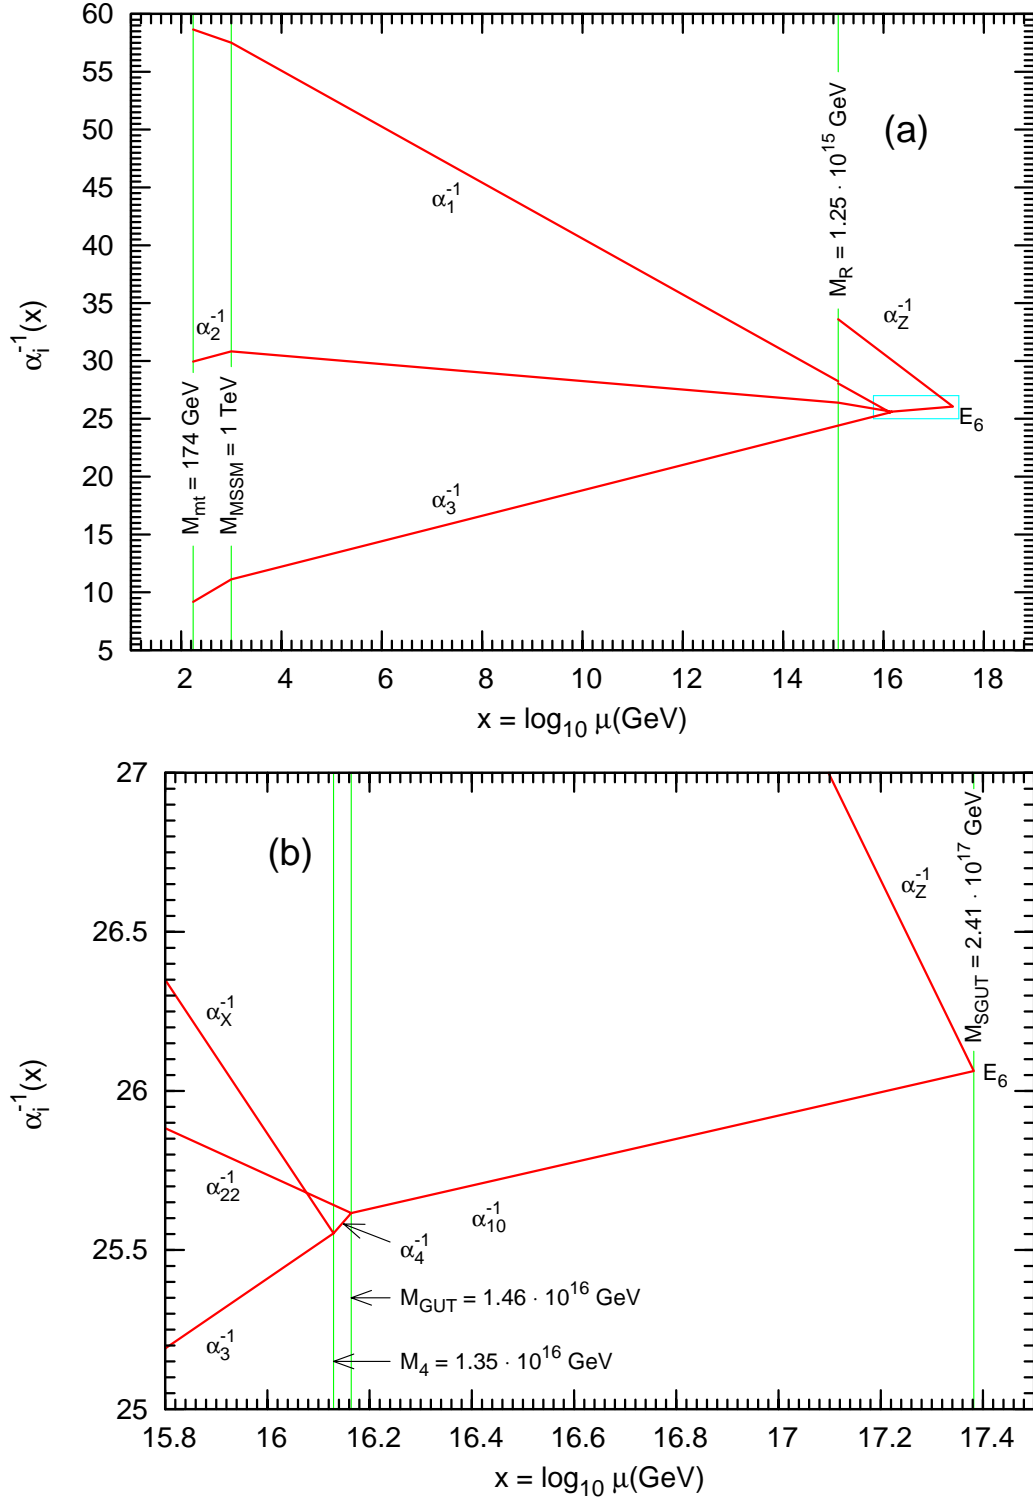 60
55
50
45
40
35
30
25
20
15
10
5
α_i^-1(x)
(a)
M_mt = 174 GeV
M_MSSM = 1 TeV
M_R = 1.25 · 10^15 GeV
α_1^-1
α_2^-1
α_3^-1
α_Z^-1
E_6
2 4 6 8 10 12 14 16 18
x = log_10 μ(GeV)
27
26.5
26
25.5
25
α_i^-1(x)
(b)
α_Z^-1
M_SGUT = 2.41 · 10^17 GeV
α_X^-1
E_6
α_22^-1
α_10^-1
α_4^-1
M_GUT = 1.46 · 10^16 GeV
α_3^-1
M_4 = 1.35 · 10^16 GeV
15.8 16 16.2 16.4 16.6 16.8 17 17.2 17.4
x = log_10 μ(GeV)